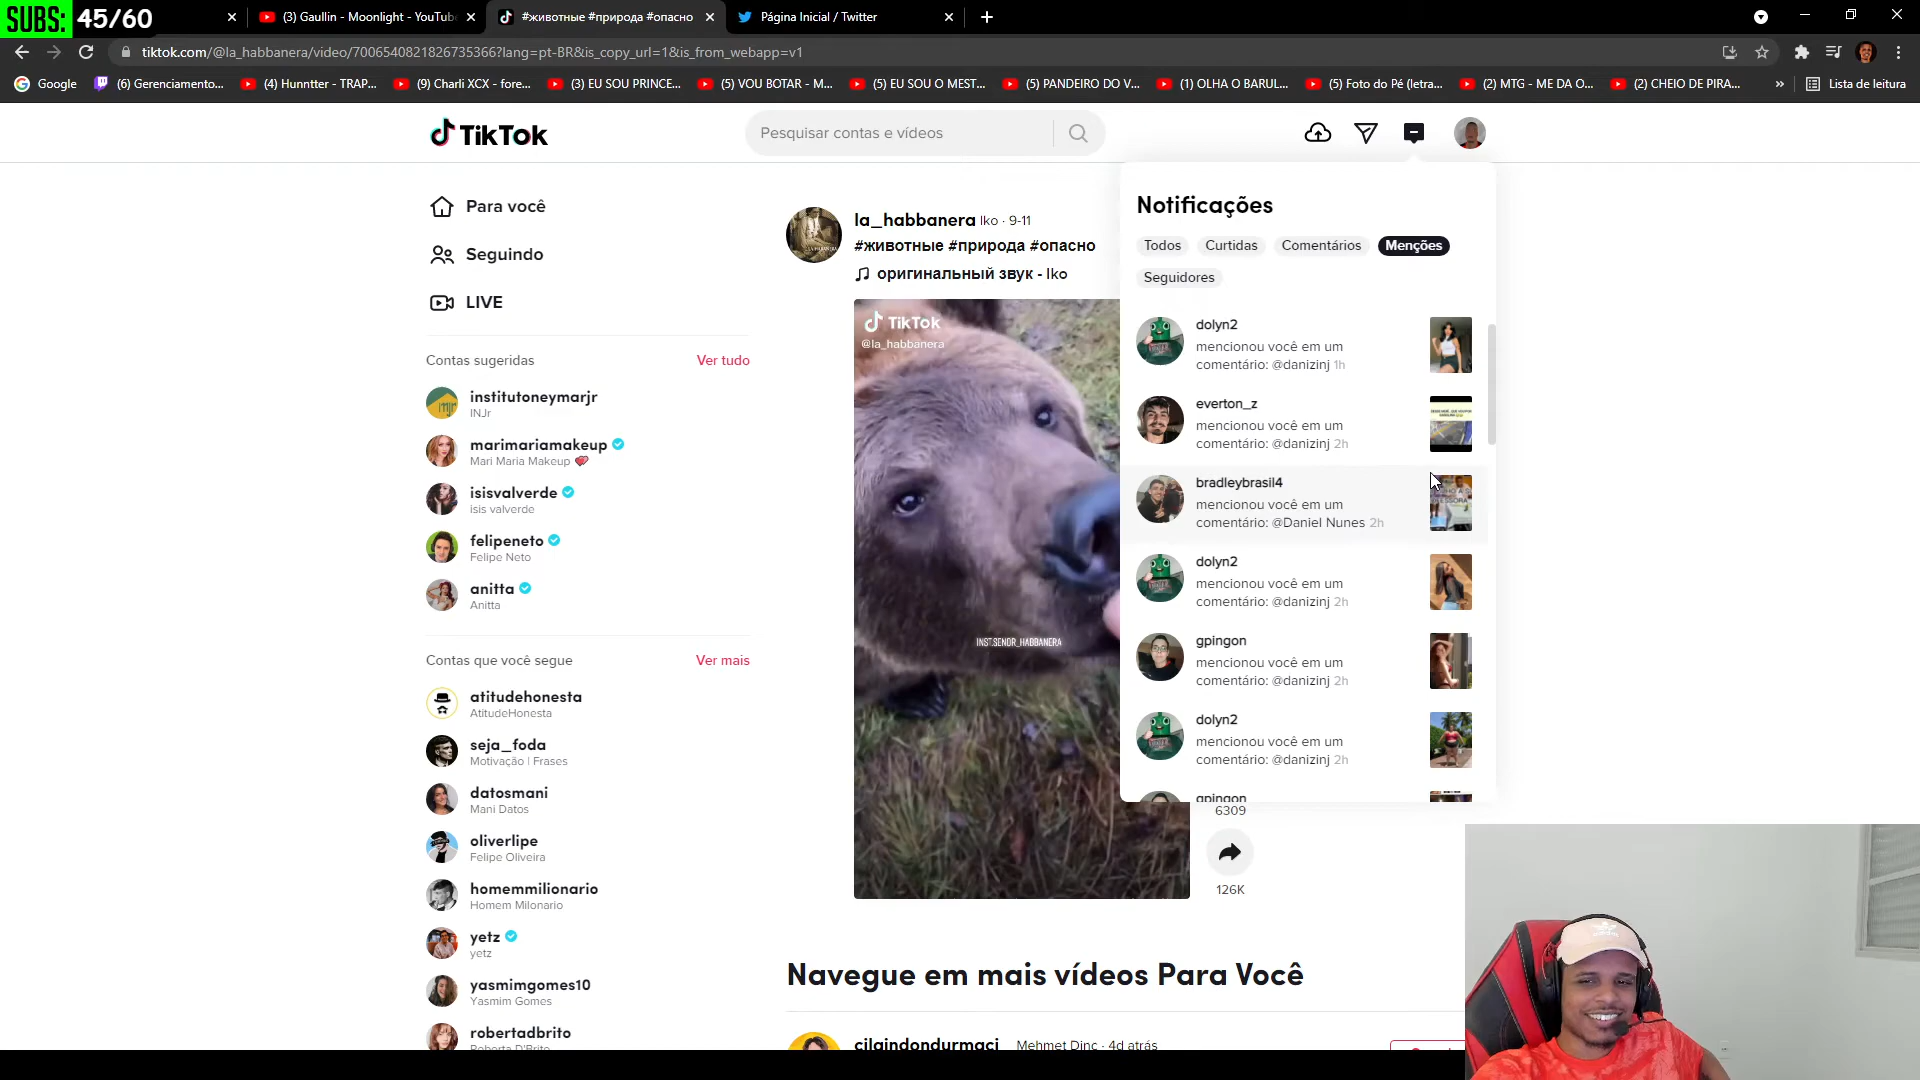 SUBS: 45/60
(3) Gaullin - Moonlight - YouTube
#животные #природа #опасно
Página Inicial / Twitter
tiktok.com/@la_habbanera/video/7006540821826735366?lang=pt-BR&is_copy_url=1&is_from_webapp=v1
Google
(6) Gerenciamento...
(4) Hunntter - TRAP...
(9) Charli XCX - fore...
(3) EU SOU PRINCE...
(5) VOU BOTAR - M...
(5) EU SOU O MEST...
(5) PANDEIRO DO V...
(1) OLHA O BARUL...
(5) Foto do Pé (letra...
(2) MTG - ME DA O...
(2) CHEIO DE PIRA...
»
Lista de leitura
TikTok
Pesquisar contas e vídeos
Para você
Seguindo
LIVE
Contas sugeridas
Ver tudo
institutoneymarjr
INJr
marimariamakeup
Mari Maria Makeup
isisvalverde
isis valverde
felipeneto
Felipe Neto
anitta
Anitta
Contas que você segue
Ver mais
atitudehonesta
AtitudeHonesta
seja_foda
Motivação | Frases
datosmani
Mani Datos
oliverlipe
Felipe Oliveira
homemmilionario
Homem Milonario
yetz
yetz
yasmimgomes10
Yasmim Gomes
robertadbrito
Roberta D'Brito
la_habbanera Iko · 9-11
#животные #природа #опасно
оригинальный звук - Iko
TikTok
@la_habbanera
INST:SENOR_HABBANERA
Notificações
Todos
Curtidas
Comentários
Menções
Seguidores
dolyn2
mencionou você em um
comentário: @danizinj 1h
everton_z
mencionou você em um
comentário: @danizinj 2h
bradleybrasil4
mencionou você em um
comentário: @Daniel Nunes 2h
dolyn2
mencionou você em um
comentário: @danizinj 2h
gpingon
mencionou você em um
comentário: @danizinj 2h
dolyn2
mencionou você em um
comentário: @danizinj 2h
gpingon
6309
126K
Navegue em mais vídeos Para Você
cilgindondurmaci Mehmet Dinç · 4d atrás